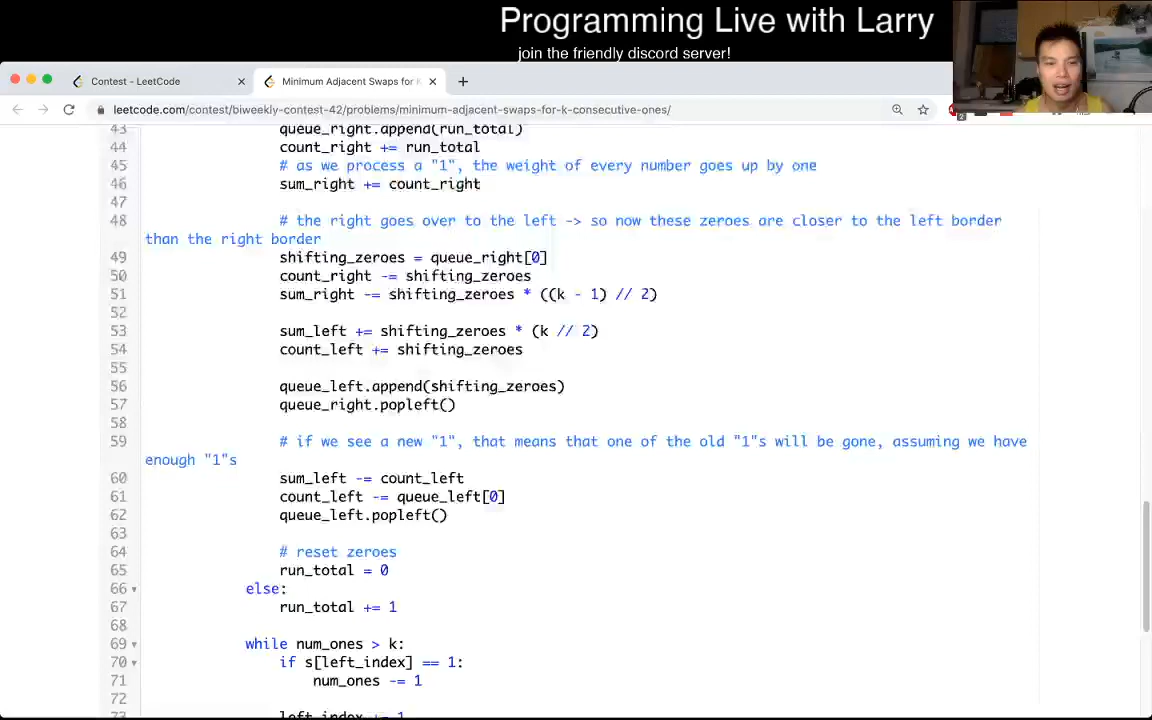 Programming Live with Larry
join the friendly discord server!
Contest - LeetCode
Minimum Adjacent Swaps for K
leetcode.com/contest/biweekly-contest-42/problems/minimum-adjacent-swaps-for-k-consecutive-ones/
2
43 queue_right.append(run_total)
44 count_right += run_total
45 # as we process a "1", the weight of every number goes up by one
46 sum_right += count_right
47
48 # the right goes over to the left -> so now these zeroes are closer to the left border
than the right border
49 shifting_zeroes = queue_right[0]
50 count_right -= shifting_zeroes
51 sum_right -= shifting_zeroes * ((k - 1) // 2)
52
53 sum_left += shifting_zeroes * (k // 2)
54 count_left += shifting_zeroes
55
56 queue_left.append(shifting_zeroes)
57 queue_right.popleft()
58
59 # if we see a new "1", that means that one of the old "1"s will be gone, assuming we have
enough "1"s
60 sum_left -= count_left
61 count_left -= queue_left[0]
62 queue_left.popleft()
63
64 # reset zeroes
65 run_total = 0
66 else:
67 run_total += 1
68
69 while num_ones > k:
70 if s[left_index] == 1:
71 num_ones -= 1
72
73 left_index += 1